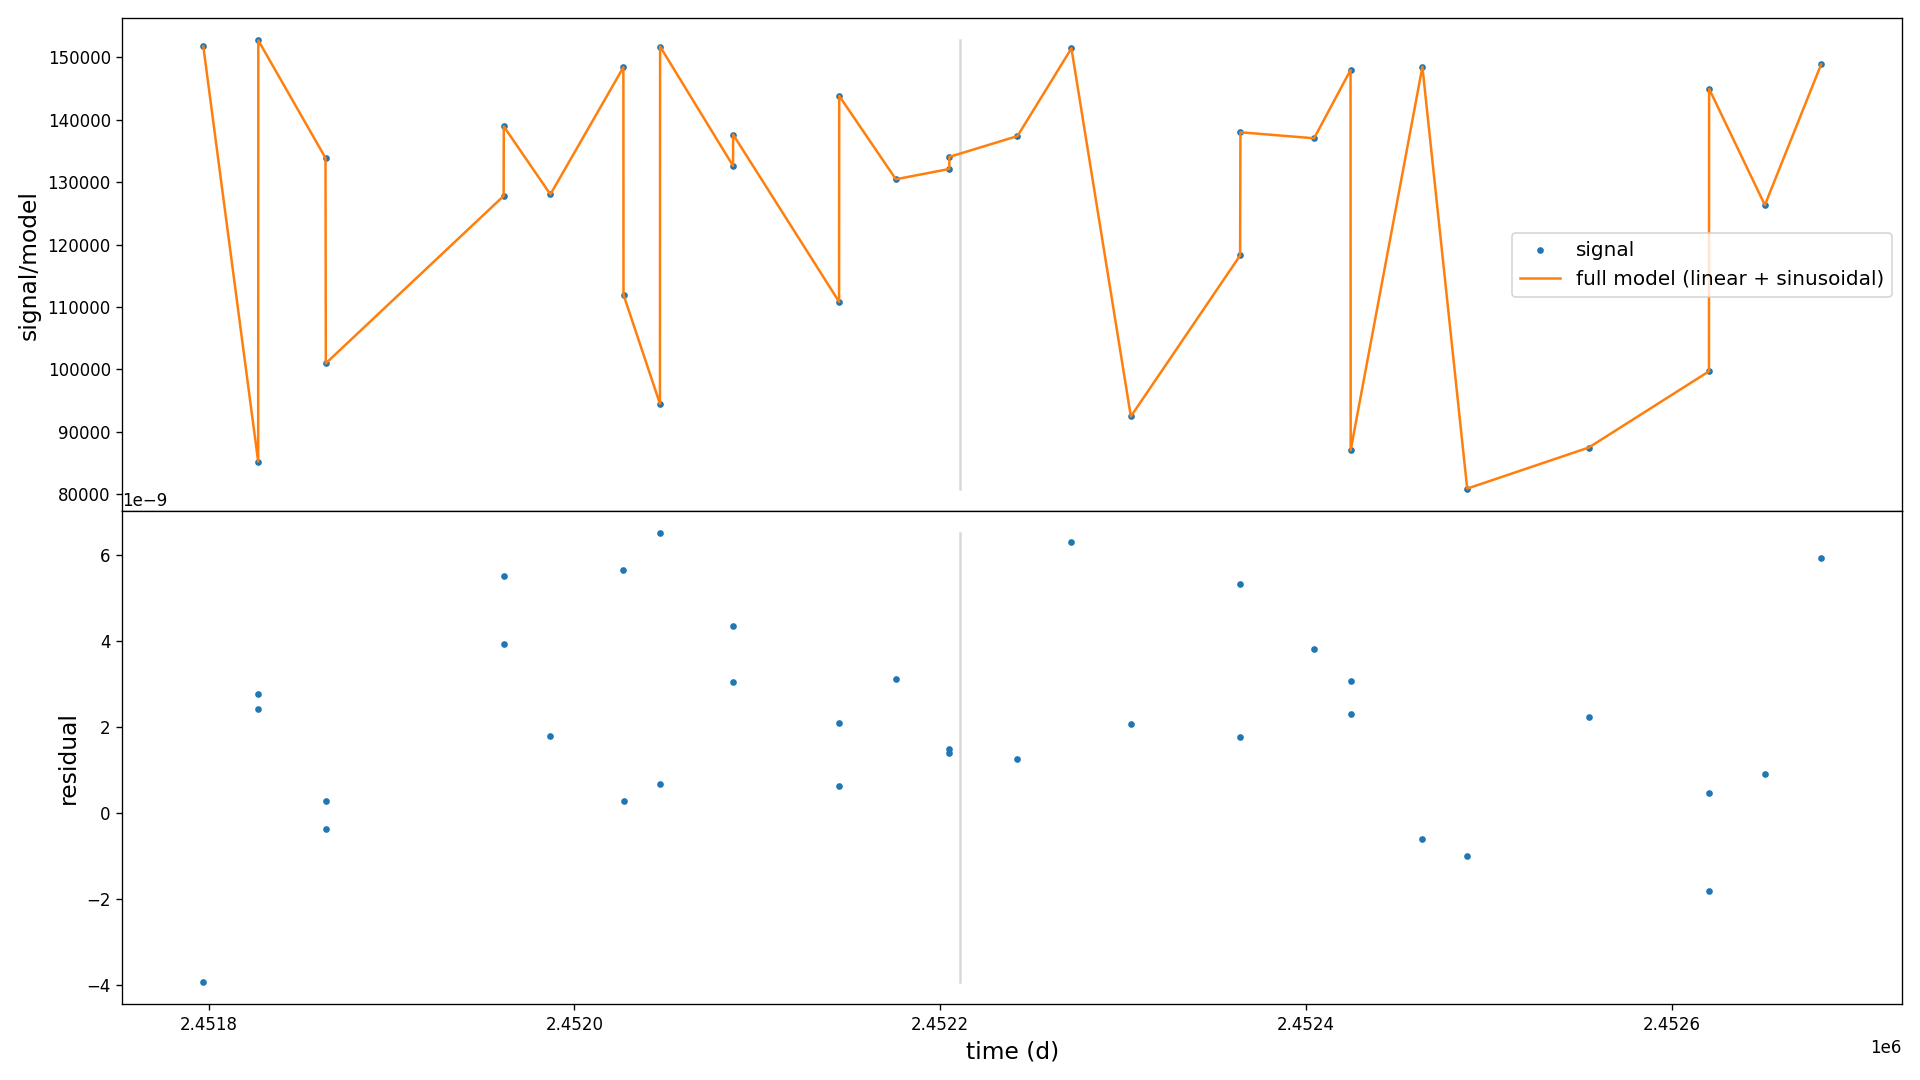 150000
140000
130000
120000
110000
100000
90000
80000
signal/model
signal
full model (linear + sinusoidal)
1e−9
6
4
2
0
−2
−4
residual
2.4518
2.4520
2.4522
2.4524
2.4526
1e6
time (d)